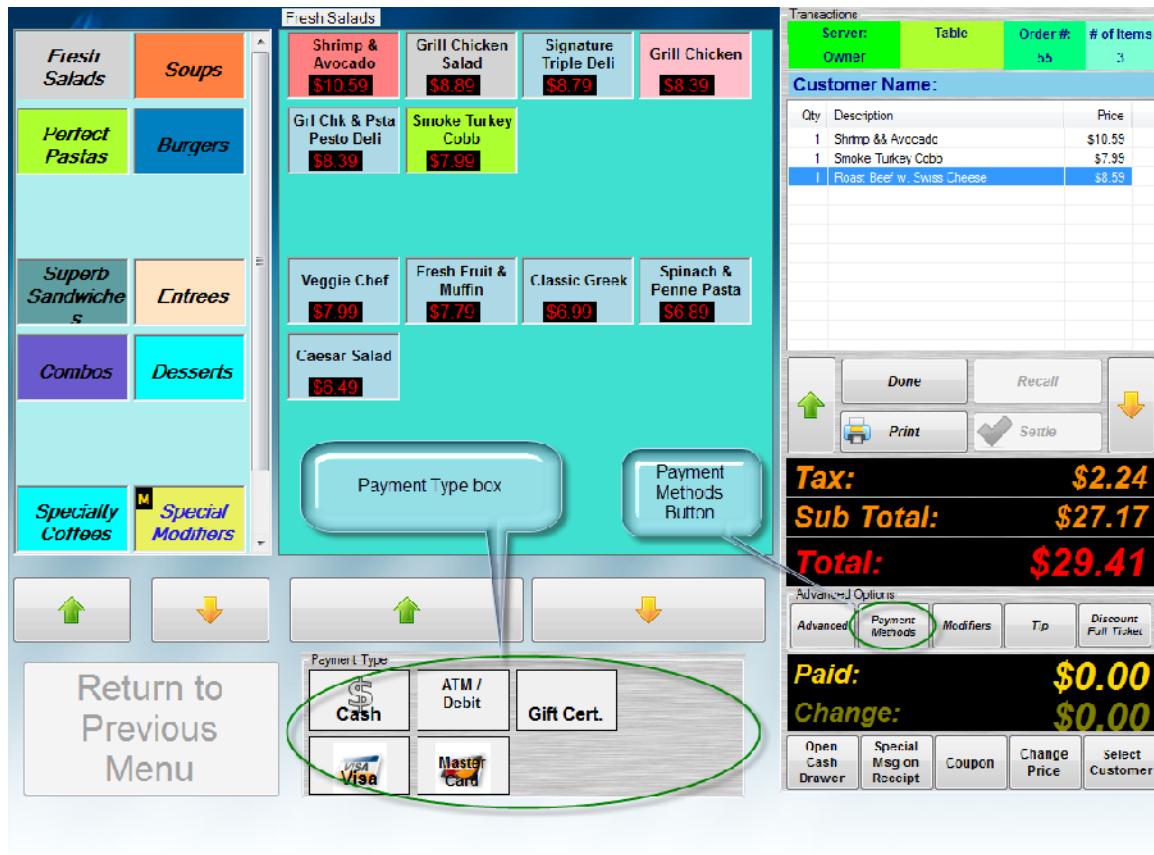 Fresh Salads
Fresh
Salads
Soups
Perfect
Pastas
Burgers
Superb
Sandwiche
s
Entrees
Combos
Desserts
Specialty
Coffees
M
Special
Modifiers
Shrimp &
Avocado
$10.59
Grill Chicken
Salad
$8.89
Signature
Triple Deli
$8.79
Grill Chicken
$8.39
Grl Chk & Psta
Pesto Deli
$8.39
Smoke Turkey
Cobb
$7.99
Veggie Chef
$7.99
Fresh Fruit &
Muffin
$7.79
Classic Greek
$6.99
Spinach &
Penne Pasta
$6.89
Caesar Salad
$6.49
Payment Type box
Payment
Methods
Button
Return to
Previous
Menu
Payment Type
$
Cash
ATM /
Debit
Gift Cert.
VISA
Visa
Master
Card
Transactions
Server:
Owner
Table
Order #:
55
# of Items
3
Customer Name:
Qty Description Price
1 Shrimp && Avocado $10.59
1 Smoke Turkey Cobb $7.99
1 Roast Beef w. Swiss Cheese $8.59
Done
Recall
Print
Settle
Tax: $2.24
Sub Total: $27.17
Total: $29.41
Advanced Options
Advanced
Payment
Methods
Modifiers
Tip
Discount
Full Ticket
Paid: $0.00
Change: $0.00
Open
Cash
Drawer
Special
Msg on
Receipt
Coupon
Change
Price
Select
Customer